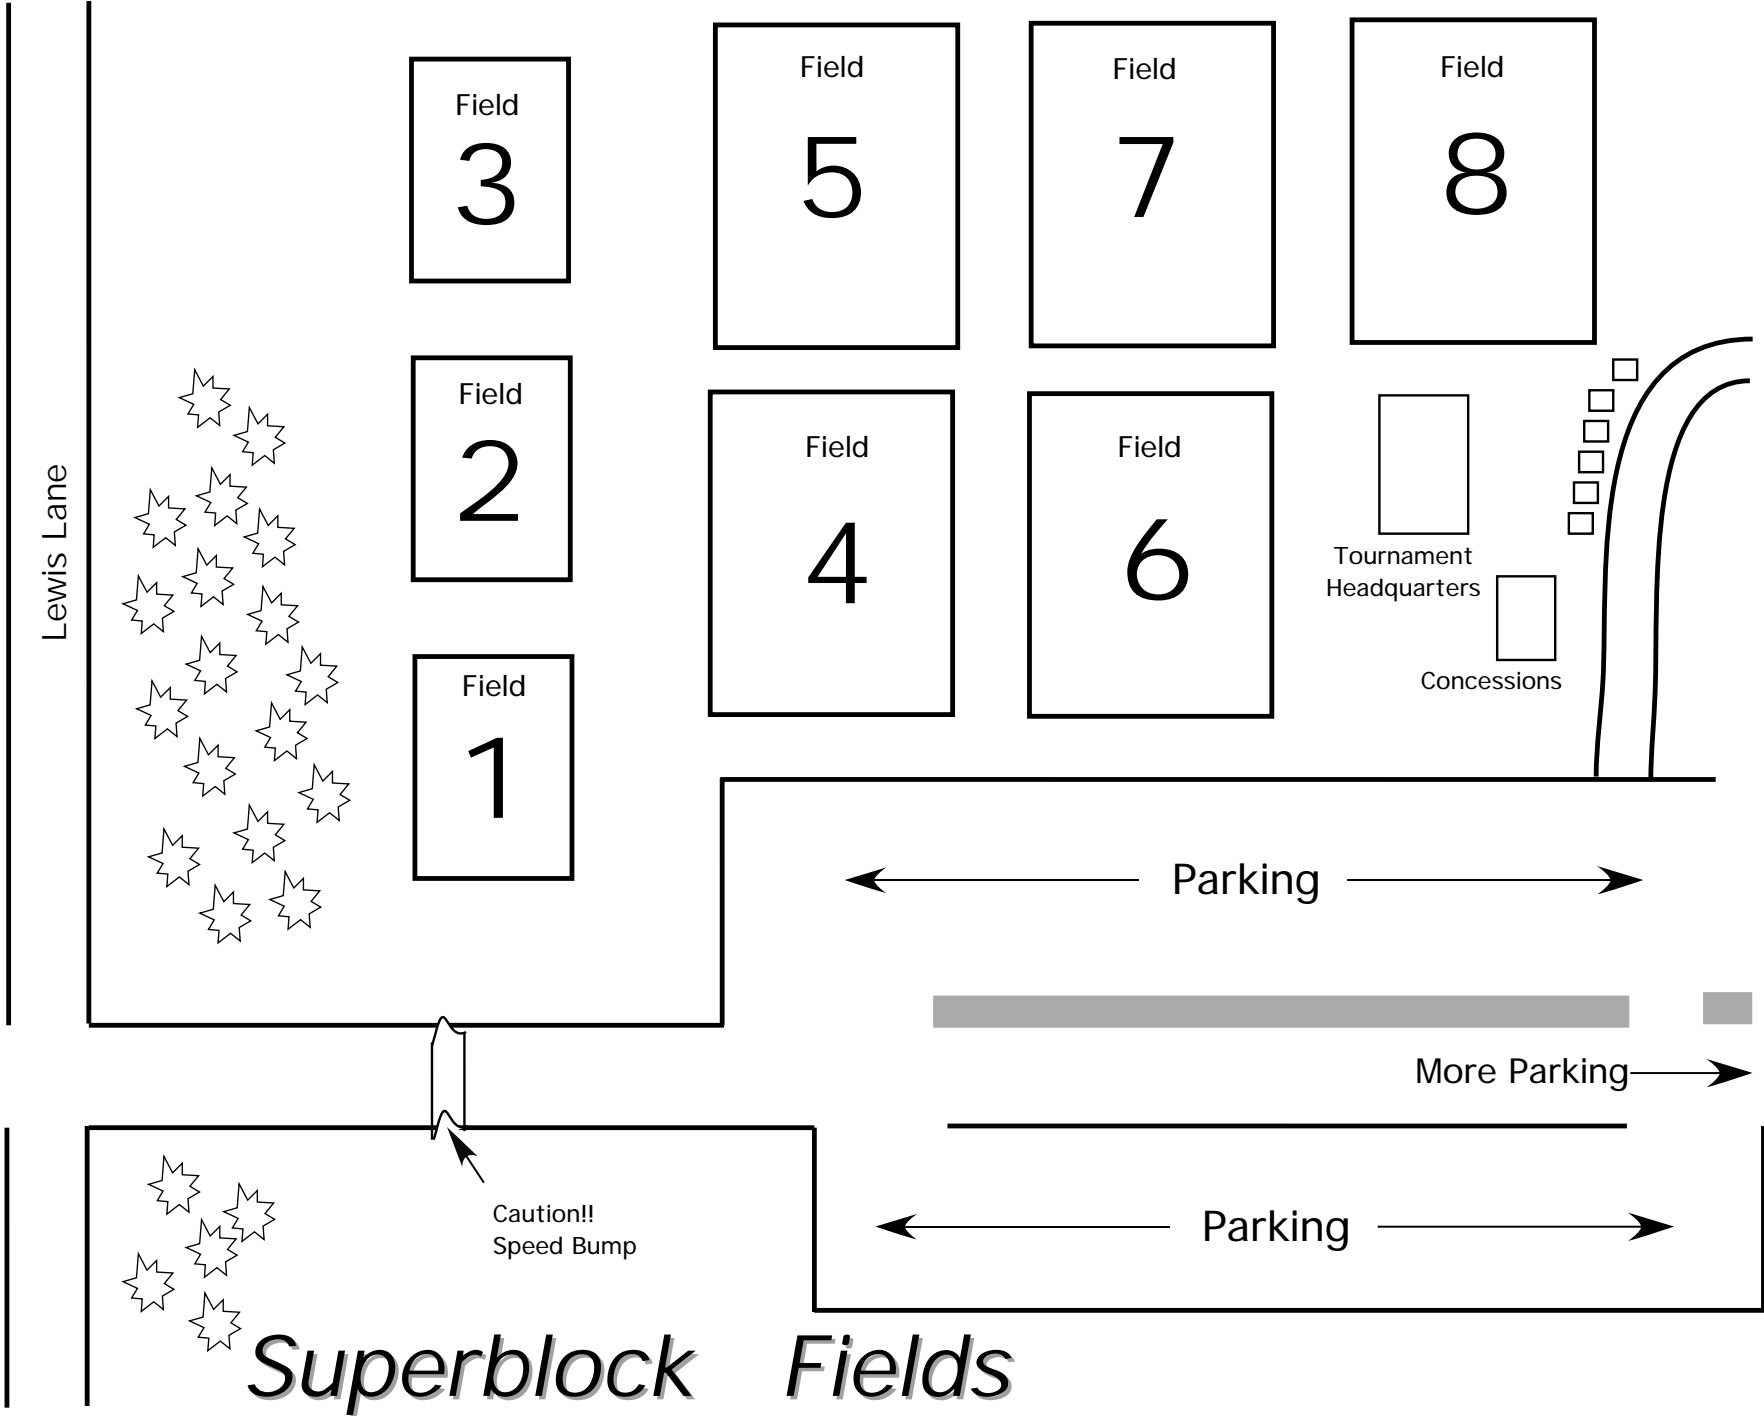 Field
3
Field
5
Field
7
Field
8
Field
2
Field
4
Field
6
Lewis Lane
Tournament
Headquarters
Field
1
Concessions
Parking
More Parking
Caution!!
Speed Bump
Parking
Superblock Fields